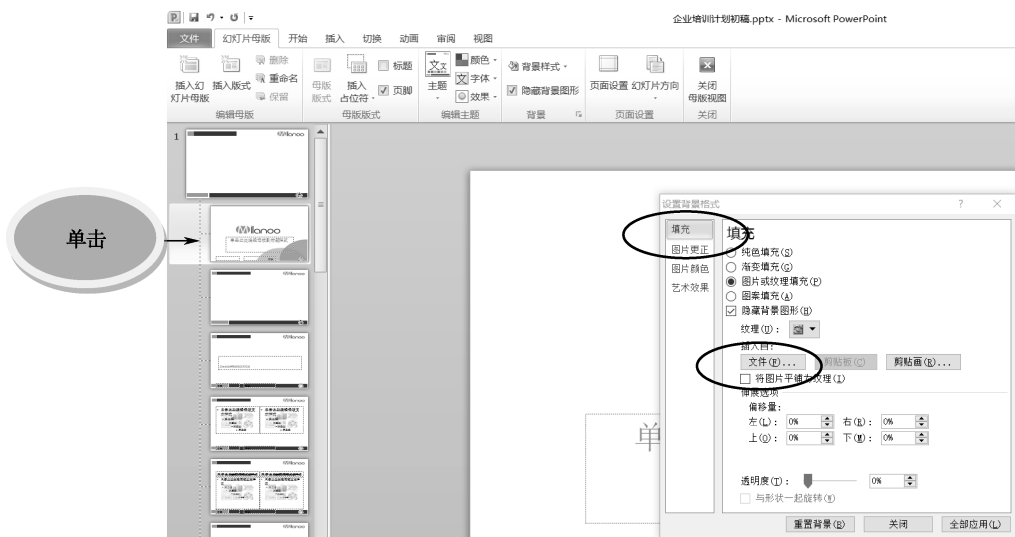 企业培训计划初稿.pptx - Microsoft PowerPoint
文件 幻灯片母版 开始 插入 切换 动画 审阅 视图
插入幻灯片母版 插入版式 删除 重命名 保留
编辑母版
母版版式 插入占位符 标题 页脚
母版版式
主题 颜色 字体 效果
编辑主题
背景样式 隐藏背景图形
背景
页面设置 幻灯片方向
页面设置
关闭母版视图
关闭
1
Milanoo
单击
Milanoo
单
设置背景格式 ? ×
填充
图片更正
图片颜色
艺术效果
填充
纯色填充(S)
渐变填充(G)
图片或纹理填充(P)
图案填充(A)
隐藏背景图形(H)
纹理(U):
插入自:
文件(F)... 剪贴板(C) 剪贴画(R)...
将图片平铺为纹理(I)
伸展选项
偏移量:
左(L): 0% 右(R): 0%
上(O): 0% 下(M): 0%
透明度(T): 0%
与形状一起旋转(W)
重置背景(B) 关闭 全部应用(L)